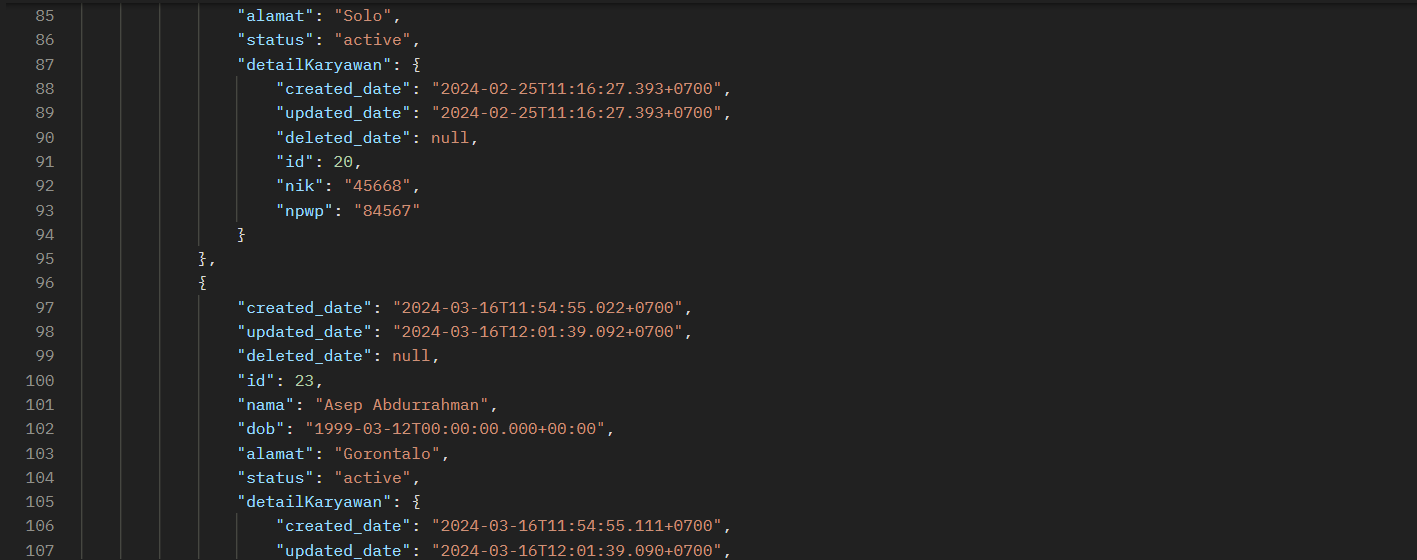 85 "alamat": "Solo",
86 "status": "active",
87 "detailKaryawan": {
88 "created_date": "2024-02-25T11:16:27.393+0700",
89 "updated_date": "2024-02-25T11:16:27.393+0700",
90 "deleted_date": null,
91 "id": 20,
92 "nik": "45668",
93 "npwp": "84567"
94 }
95 },
96 {
97 "created_date": "2024-03-16T11:54:55.022+0700",
98 "updated_date": "2024-03-16T12:01:39.092+0700",
99 "deleted_date": null,
100 "id": 23,
101 "nama": "Asep Abdurrahman",
102 "dob": "1999-03-12T00:00:00.000+00:00",
103 "alamat": "Gorontalo",
104 "status": "active",
105 "detailKaryawan": {
106 "created_date": "2024-03-16T11:54:55.111+0700",
107 "updated_date": "2024-03-16T12:01:39.090+0700",